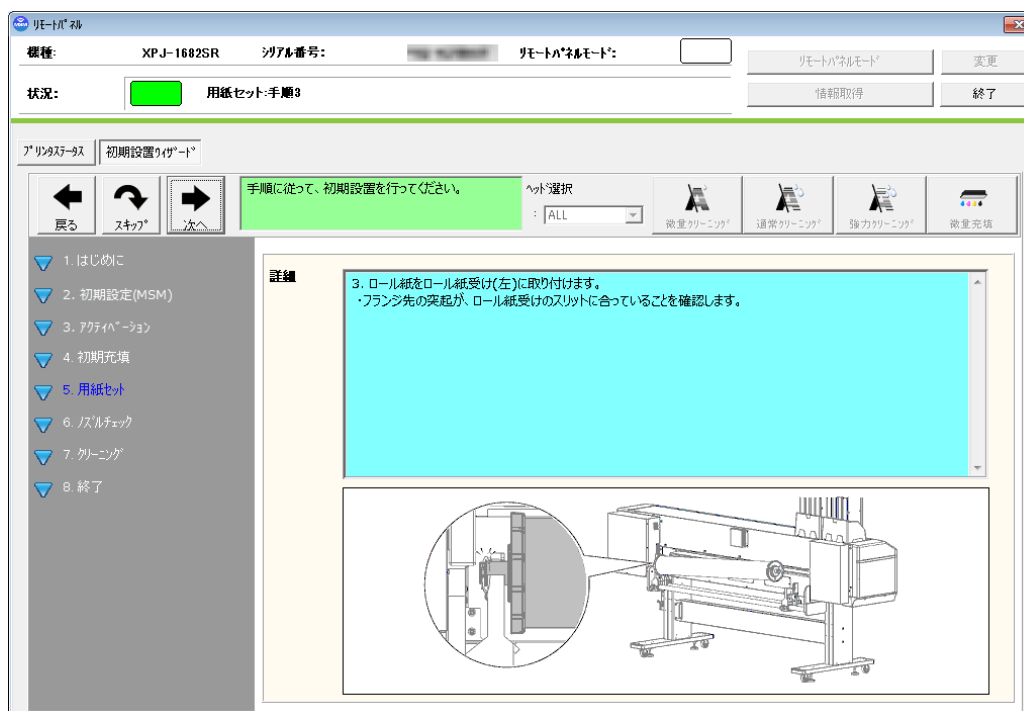 リモートパネル
機種: XPJ-1682SR シリアル番号: リモートパネルモード:
リモートパネルモード 変更
状況: 用紙セット:手順3
情報取得 終了
プリンタステータス 初期設置ウィザード
戻る スキップ 次へ
手順に従って、初期設置を行ってください。
ヘッド選択
: ALL
微量クリーニング 通常クリーニング 強力クリーニング 微量充填
1. はじめに
2. 初期設定(MSM)
3. アクティベーション
4. 初期充填
5. 用紙セット
6. ノズルチェック
7. クリーニング
8. 終了
詳細
3. ロール紙をロール紙受け(左)に取り付けます。
・フランジ先の突起が、ロール紙受けのスリットに合っていることを確認します。